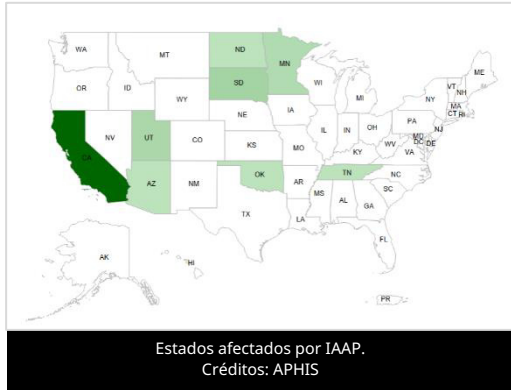 WA
MT
ND
MN
ME
OR
ID
SD
WI
VT
NH
WY
MI
NY
MA
CT RI
NE
IA
PA
NJ
NV
UT
IL
IN
OH
MD
DC
DE
CA
CO
KS
MO
KY
WV
VA
AZ
NM
OK
AR
TN
NC
SC
MS
AL
GA
TX
LA
FL
AK
HI
PR
Estados afectados por IAAP.
Créditos: APHIS